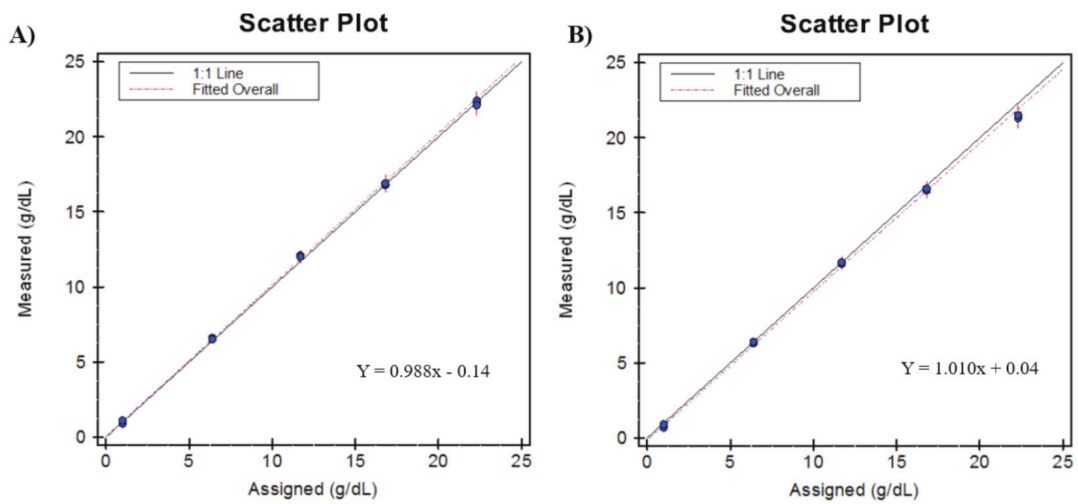 A)
Scatter Plot
1:1 Line
Fitted Overall
25
20
15
10
5
0
Measured (g/dL)
Y = 0.988x - 0.14
0 5 10 15 20 25
Assigned (g/dL)
B)
Scatter Plot
1:1 Line
Fitted Overall
25
20
15
10
5
0
Measured (g/dL)
Y = 1.010x + 0.04
0 5 10 15 20 25
Assigned (g/dL)